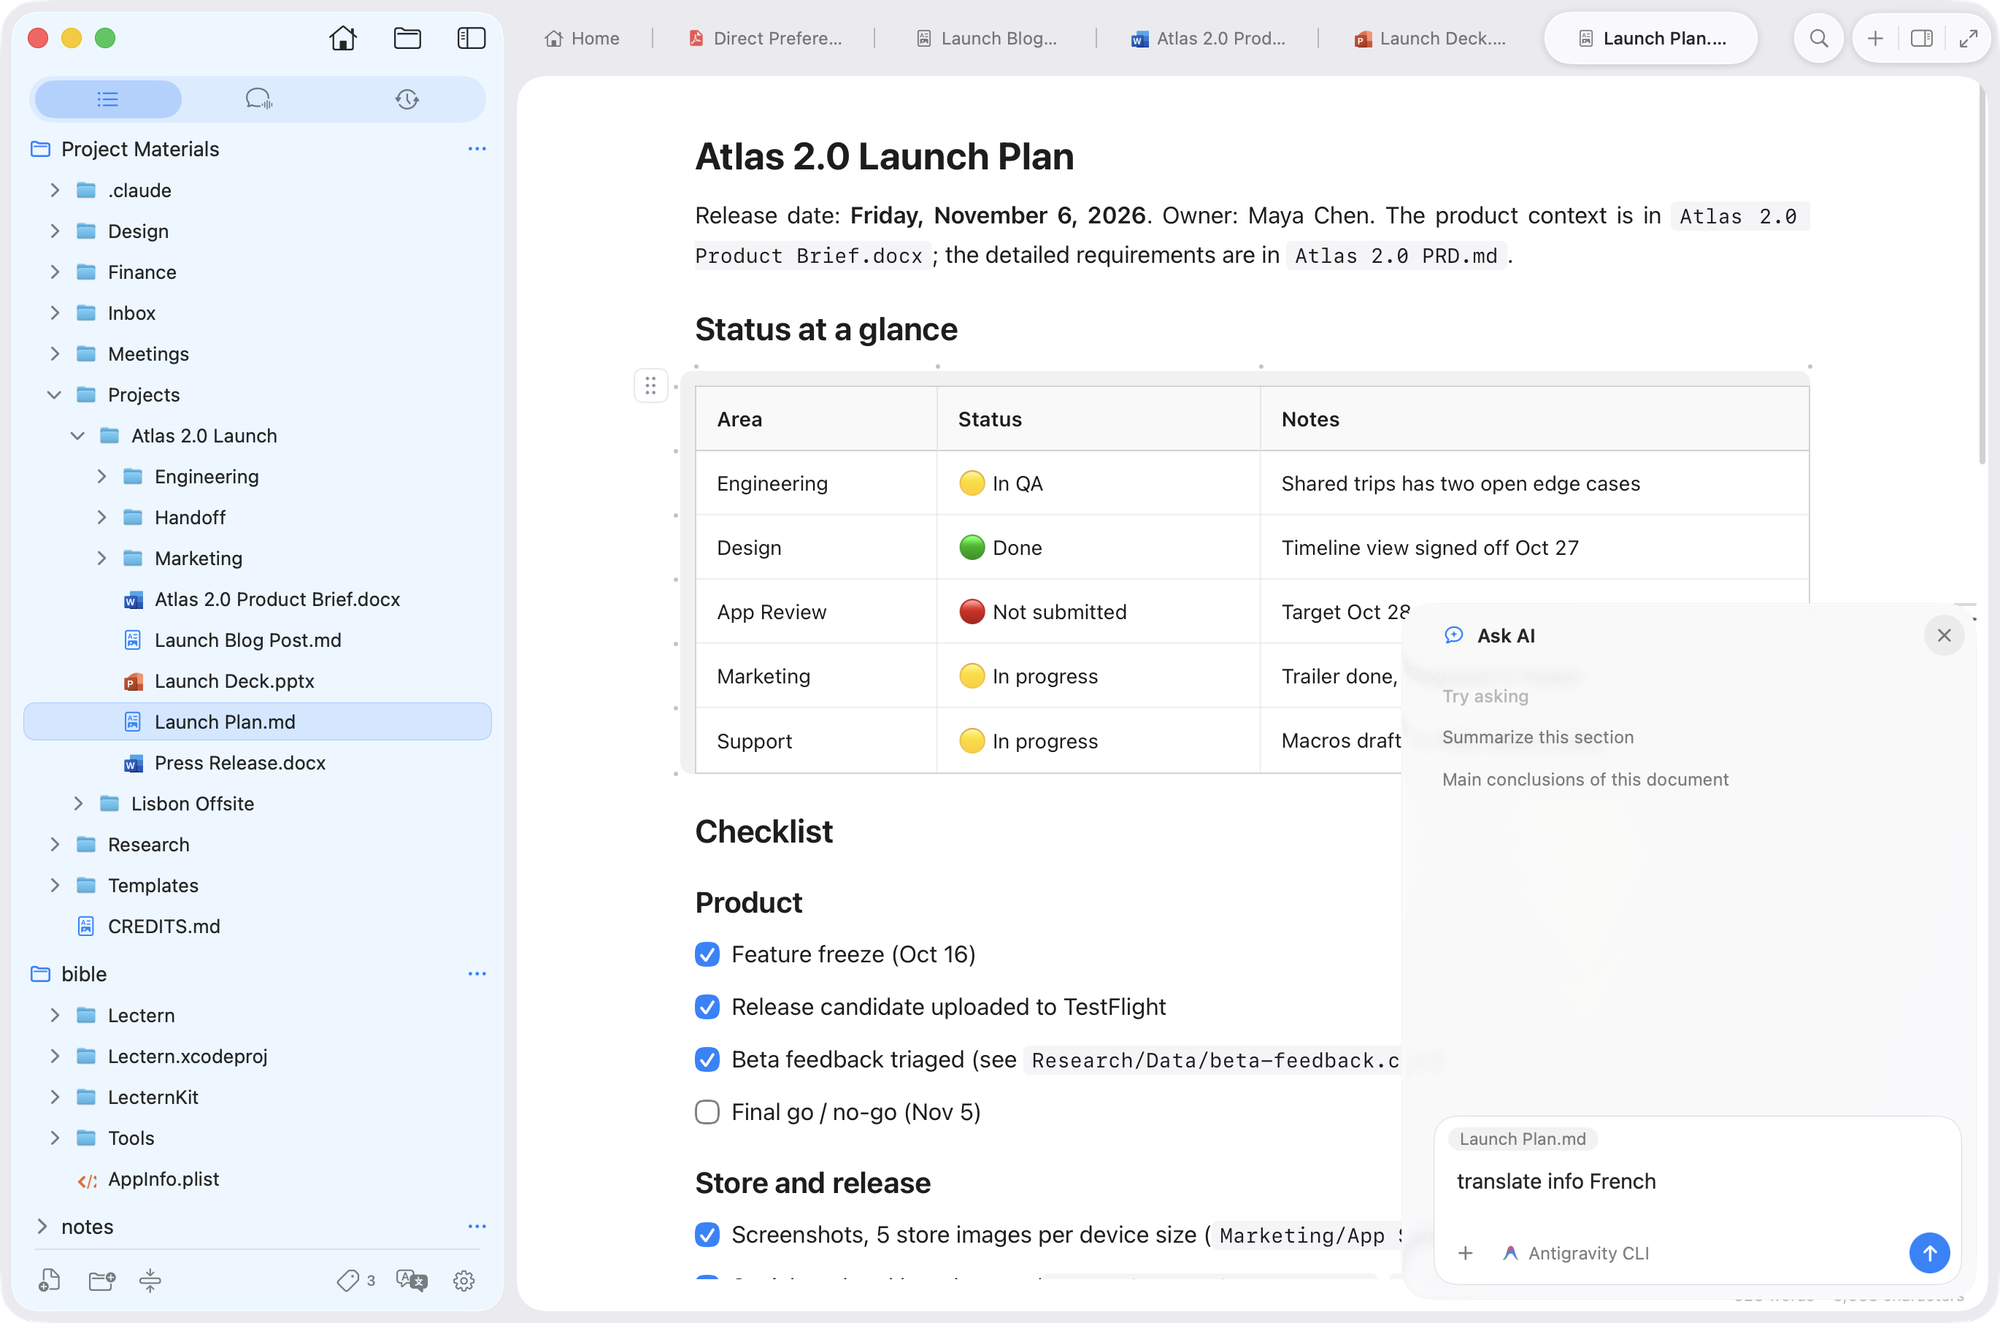 Home
Direct Prefere...
Launch Blog...
Atlas 2.0 Prod...
Launch Deck....
Launch Plan....
Project Materials
.claude
Design
Finance
Inbox
Meetings
Projects
Atlas 2.0 Launch
Engineering
Handoff
Marketing
Atlas 2.0 Product Brief.docx
Launch Blog Post.md
Launch Deck.pptx
Launch Plan.md
Press Release.docx
Lisbon Offsite
Research
Templates
CREDITS.md
bible
Lectern
Lectern.xcodeproj
LecternKit
Tools
AppInfo.plist
notes
3
Atlas 2.0 Launch Plan
Release date: Friday, November 6, 2026. Owner: Maya Chen. The product context is in Atlas 2.0
Product Brief.docx; the detailed requirements are in Atlas 2.0 PRD.md.
Status at a glance
Area Status Notes
Engineering In QA Shared trips has two open edge cases
Design Done Timeline view signed off Oct 27
App Review Not submitted Target Oct 28
Marketing In progress Trailer done,
Support In progress Macros draft
Checklist
Product
Feature freeze (Oct 16)
Release candidate uploaded to TestFlight
Beta feedback triaged (see Research/Data/beta-feedback.c
Final go / no-go (Nov 5)
Store and release
Screenshots, 5 store images per device size (Marketing/App
Ask AI
Try asking
Summarize this section
Main conclusions of this document
Launch Plan.md
translate info French
Antigravity CLI